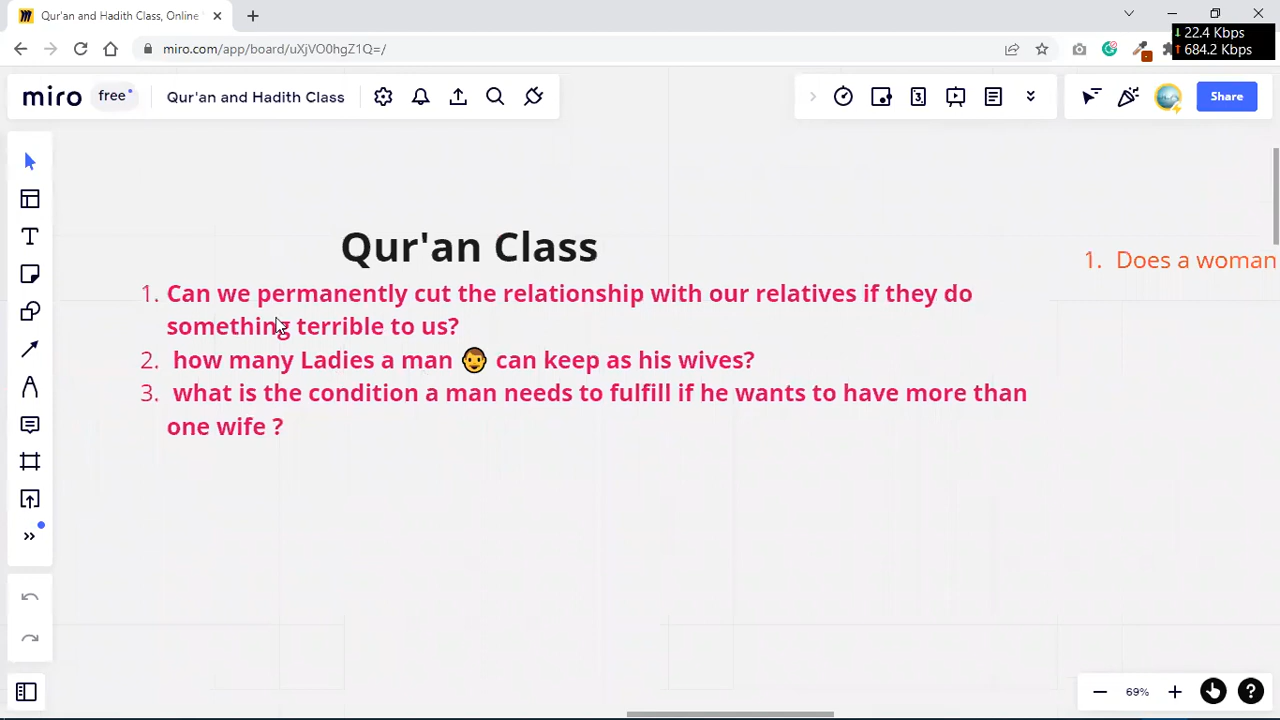 Qur'an and Hadith Class, Online
miro.com/app/board/uXjVO0hgZ1Q=/
22.4 Kbps
684.2 Kbps
miro free Qur'an and Hadith Class Share
Qur'an Class
1. Can we permanently cut the relationship with our relatives if they do
something terrible to us?
2. how many Ladies a man 👨 can keep as his wives?
3. what is the condition a man needs to fulfill if he wants to have more than
one wife ?
1. Does a woman
69%